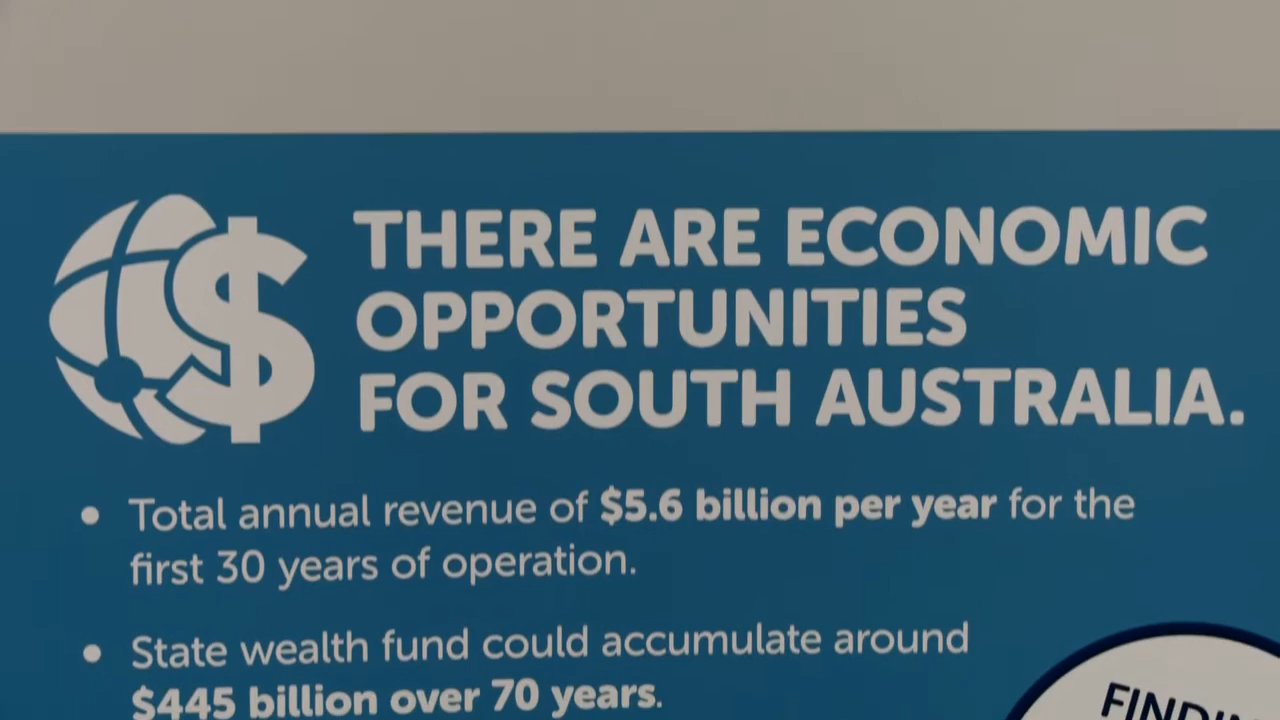 THERE ARE ECONOMIC
OPPORTUNITIES
FOR SOUTH AUSTRALIA.
• Total annual revenue of $5.6 billion per year for the
first 30 years of operation.
• State wealth fund could accumulate around
$445 billion over 70 years.